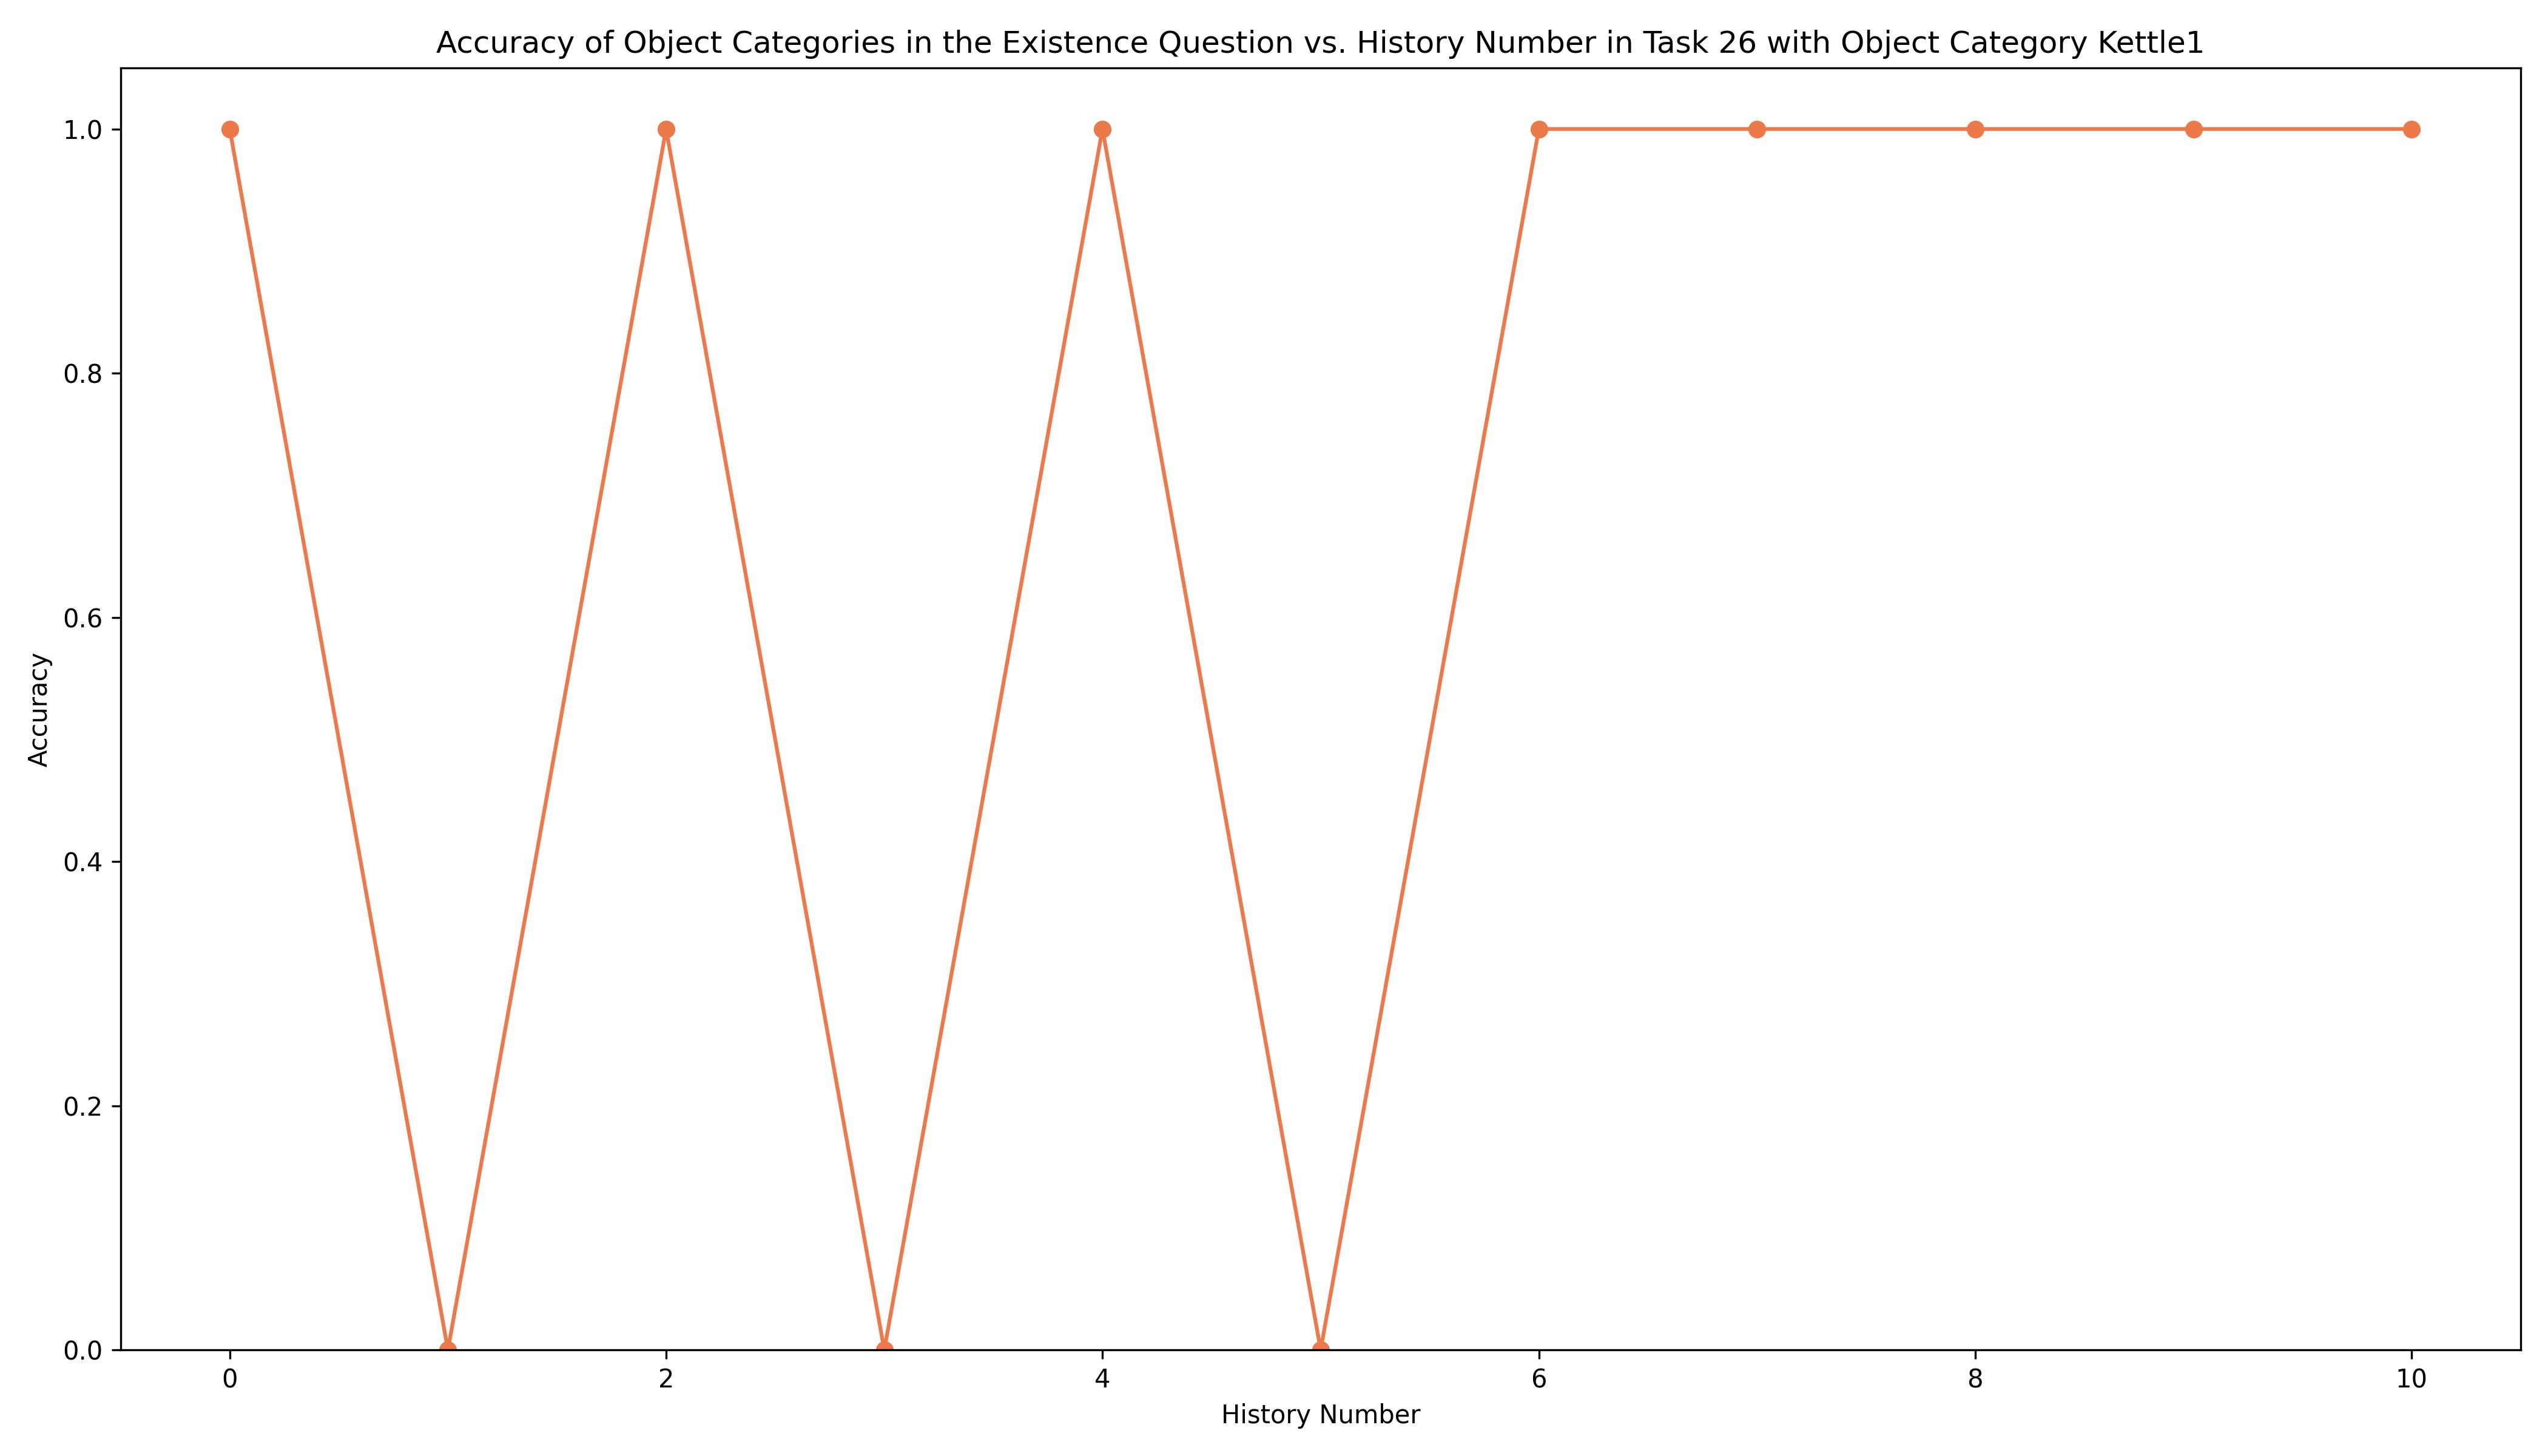 Accuracy of Object Categories in the Existence Question vs. History Number in Task 26 with Object Category Kettle1
1.0
0.8
0.6
0.4
0.2
0.0
Accuracy
0 2 4 6 8 10
History Number